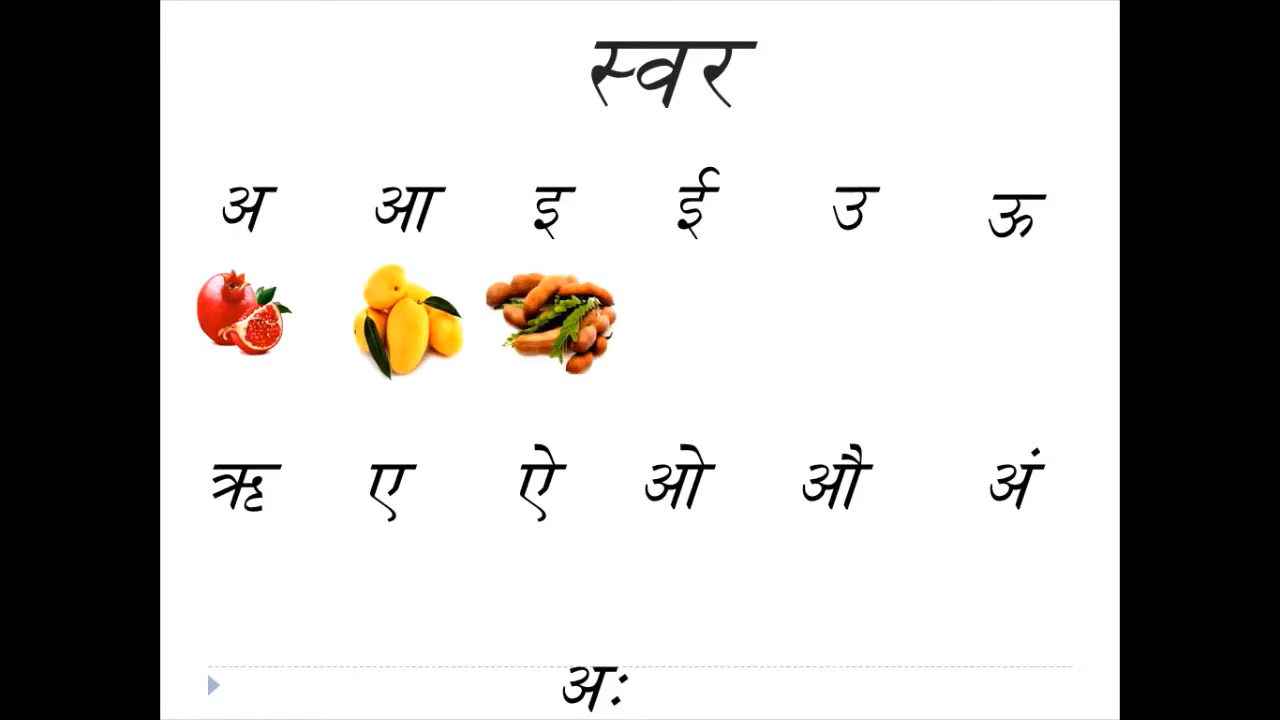 स्वर
अ आ इ ई उ ऊ
ऋ ए ऐ ओ औ अं
अः